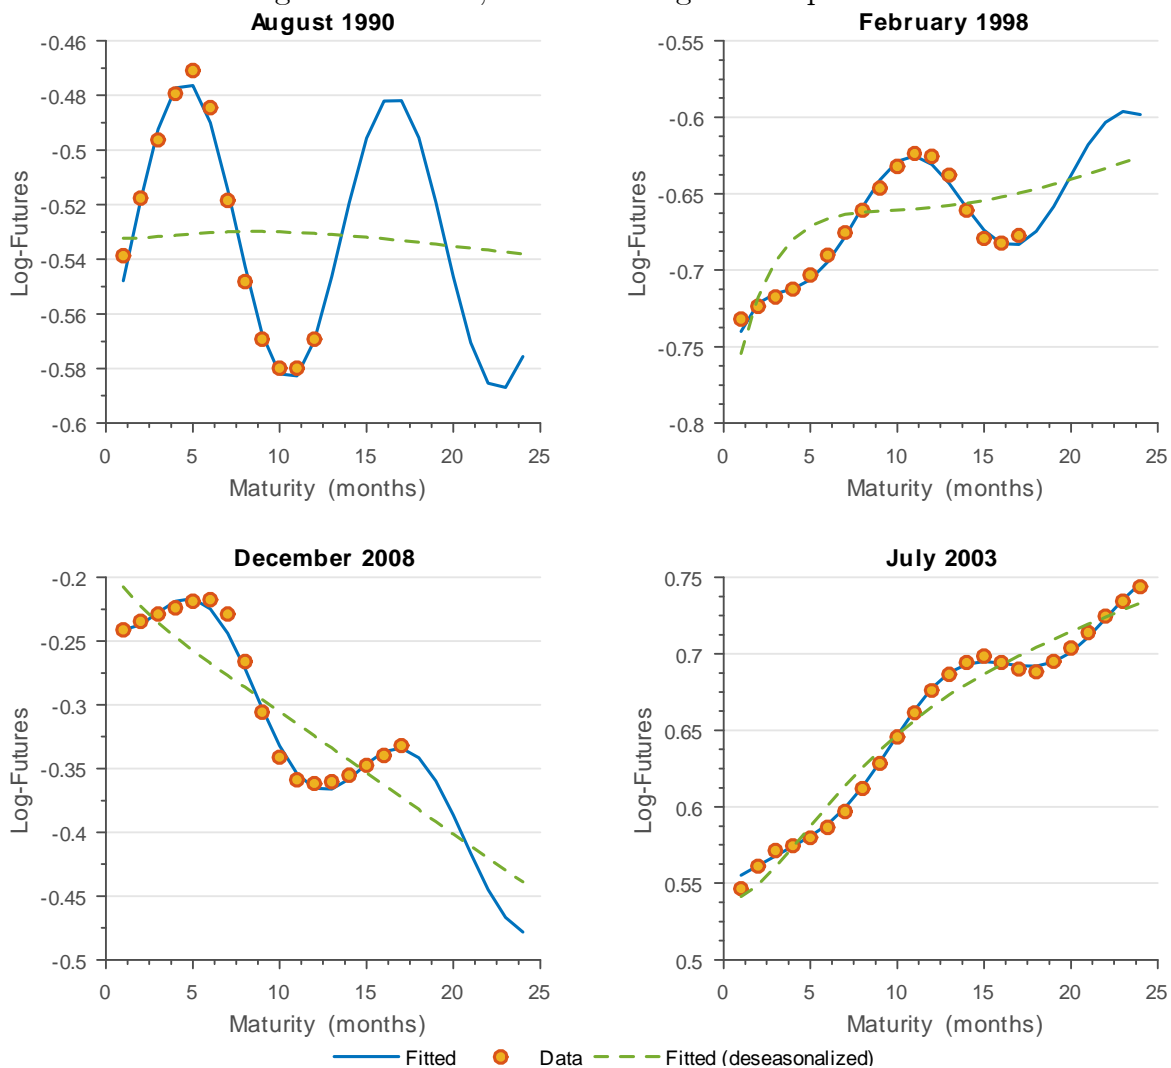 August 1990
-0.46
-0.48
-0.5
-0.52
-0.54
-0.56
-0.58
-0.6
Log-Futures
0 5 10 15 20 25
Maturity (months)
February 1998
-0.55
-0.6
-0.65
-0.7
-0.75
-0.8
Log-Futures
0 5 10 15 20 25
Maturity (months)
December 2008
-0.2
-0.25
-0.3
-0.35
-0.4
-0.45
-0.5
Log-Futures
0 5 10 15 20 25
Maturity (months)
July 2003
0.75
0.7
0.65
0.6
0.55
0.5
Log-Futures
0 5 10 15 20 25
Maturity (months)
Fitted Data Fitted (deseasonalized)